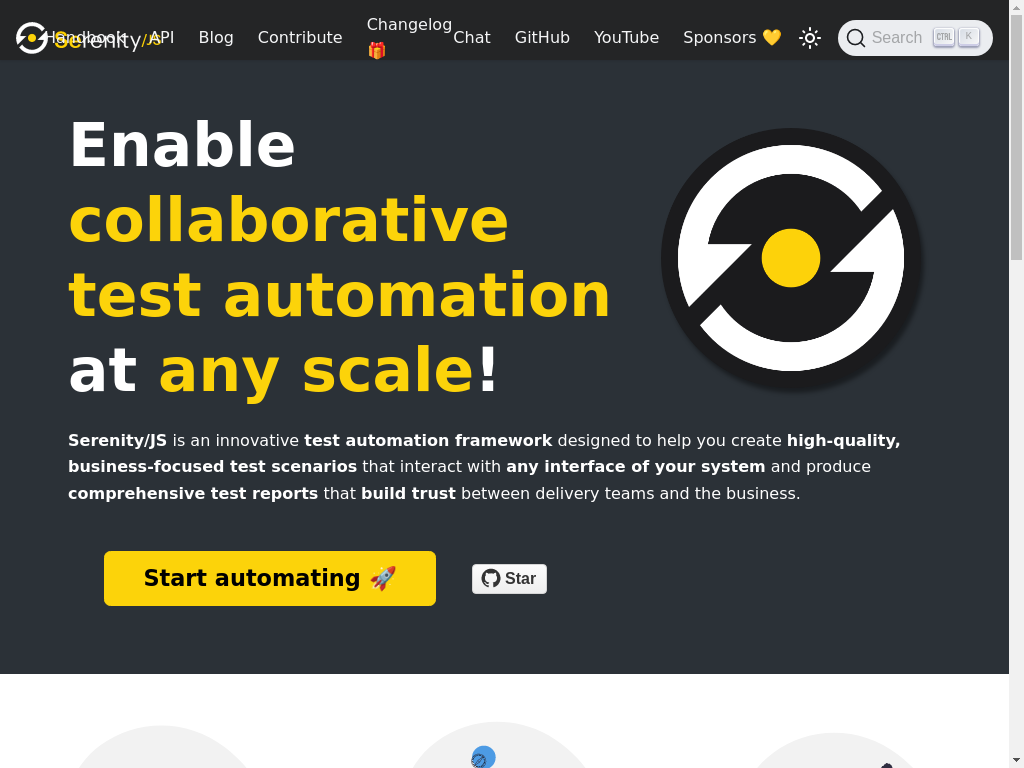 Serenity/JS
Handbook API Blog Contribute Changelog 🎁 Chat GitHub YouTube Sponsors 💛 Search CTRL K
Enable
collaborative
test automation
at any scale!
Serenity/JS is an innovative test automation framework designed to help you create high-quality,
business-focused test scenarios that interact with any interface of your system and produce
comprehensive test reports that build trust between delivery teams and the business.
Start automating 🚀
Star